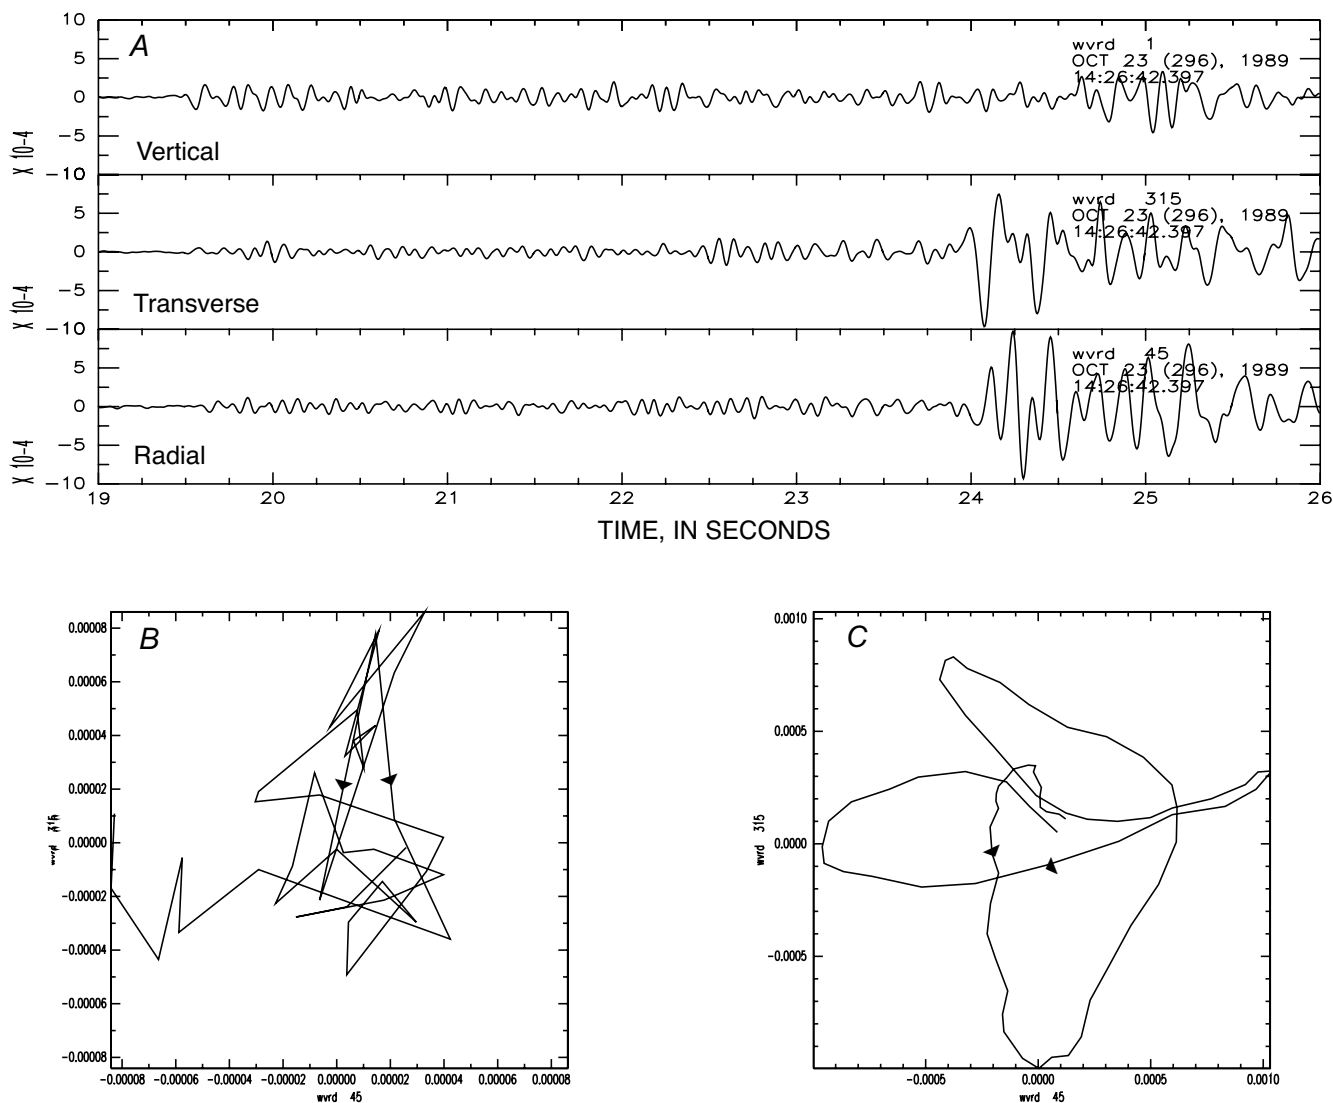 10
5
0
-5
-10
X 10-4
A
Vertical
wvrd 1
OCT 23 (296), 1989
14:26:42.397
5
0
-5
-10
X 10-4
Transverse
wvrd 315
OCT 23 (296), 1989
14:26:42.397
5
0
-5
-10
X 10-4
Radial
wvrd 45
OCT 23 (296), 1989
14:26:42.397
19 20 21 22 23 24 25 26
TIME, IN SECONDS
B
0.00008
0.00006
0.00004
0.00002
0.00000
-0.00002
-0.00004
-0.00006
-0.00008
wvrd 315
-0.00008 -0.00006 -0.00004 -0.00002 0.00000 0.00002 0.00004 0.00006 0.00008
wvrd 45
C
0.0010
0.0005
0.0000
-0.0005
wvrd 315
-0.0005 0.0000 0.0005 0.0010
wvrd 45